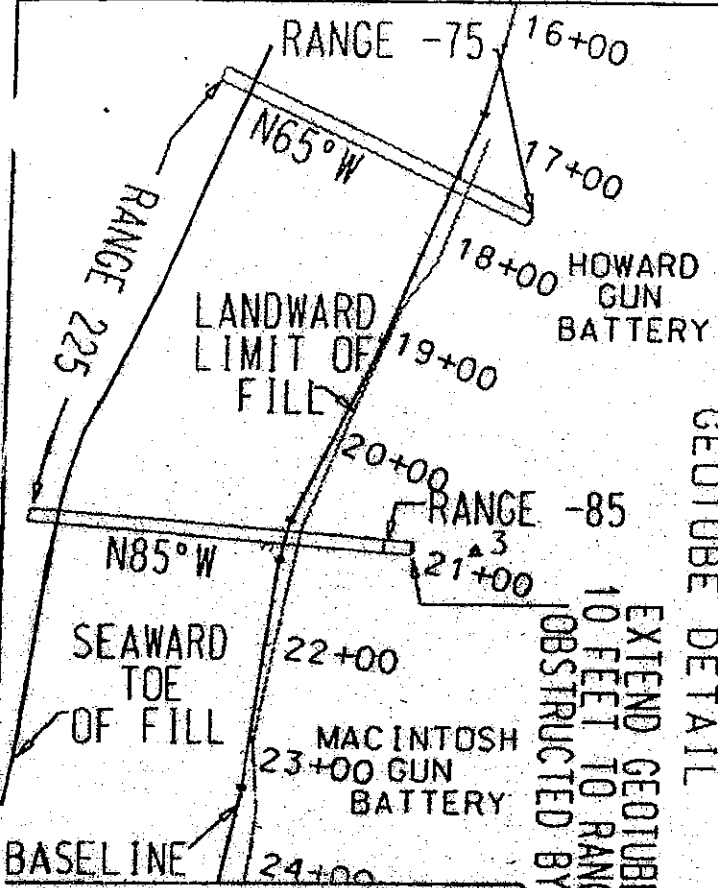 RANGE -75
16+00
N65°W
17+00
RANGE 225
18+00
HOWARD
GUN
BATTERY
LANDWARD
LIMIT OF
FILL
19+00
20+00
RANGE -85
3
N85°W
21+00
SEAWARD
TOE
OF FILL
22+00
MACINTOSH
GUN
BATTERY
23+00
BASELINE
24+00
GEOTUBE DETAIL
EXTEND
10 FEET TO
OBSTRUCTED BY